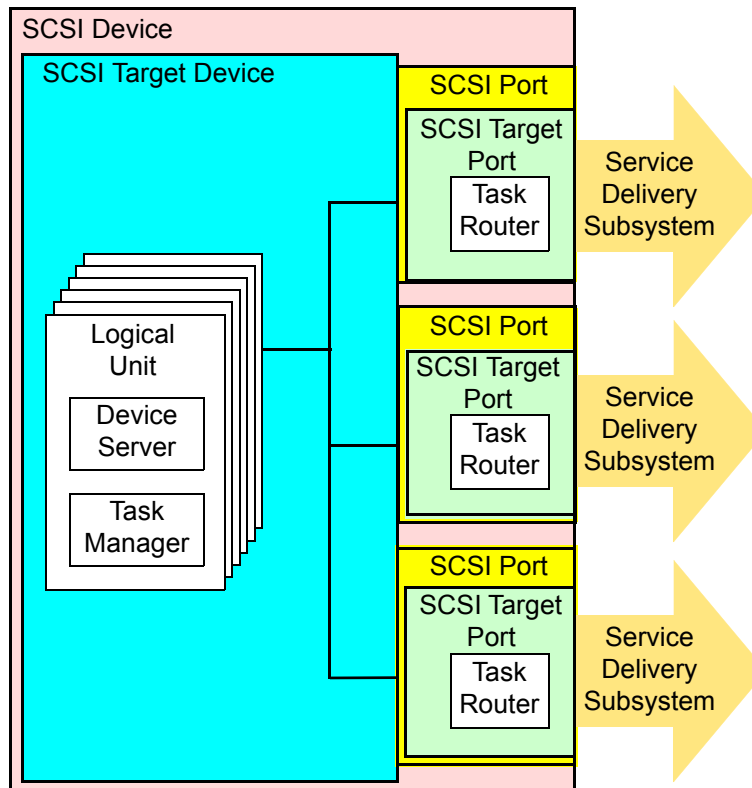 SCSI Device
SCSI Target Device
SCSI Port
SCSI Target
Port
Task
Router
Service
Delivery
Subsystem
Logical
Unit
Device
Server
Task
Manager
SCSI Port
SCSI Target
Port
Task
Router
Service
Delivery
Subsystem
SCSI Port
SCSI Target
Port
Task
Router
Service
Delivery
Subsystem